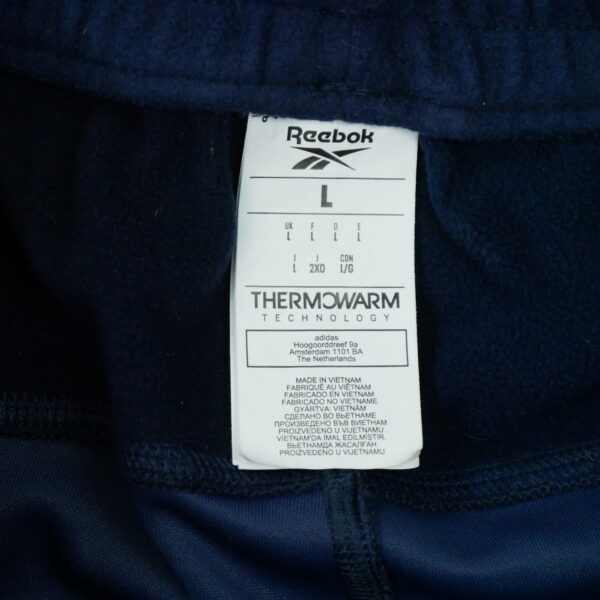 Reebok
L
UK F D E
L L L L
I J CDN
L 2XO L/G
THERMOWARM
TECHNOLOGY
adidas
Hoogoorddreef 9a
Amsterdam 1101 BA
The Netherlands
MADE IN VIETNAM
FABRIQUÉ AU VIÊTNAM
FABRICADO EN VIETNAM
FABRICADO NO VIETNAME
GYÁRTVA: VIETNÁM
СДЕЛАНО ВО ВЬЕТНАМЕ
ПРОИЗВЕДЕНО ВЪВ ВИЕТНАМ
PROIZVEDENO U VIJETNAMU
VIETNAM'DA İMAL EDİLMİŞTİR.
ВЬЕТНАМДА ЖАСАЛҒАН
PROIZVEDENO U VIJETNAMU